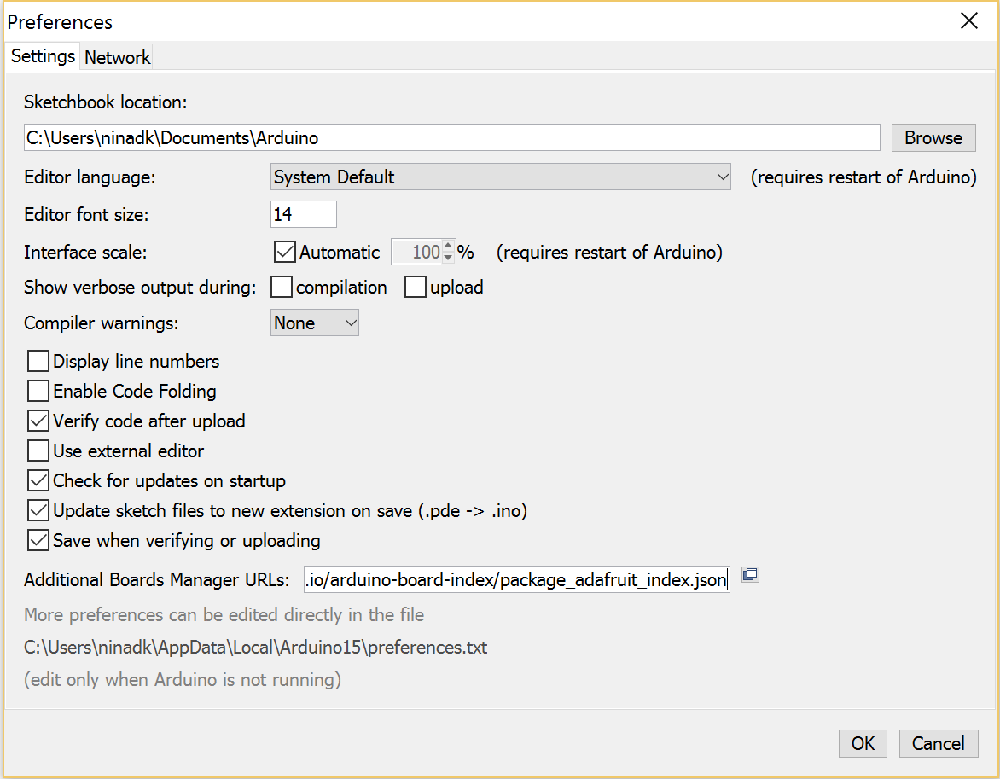 Preferences
Settings Network
Sketchbook location:
C:\Users\ninadk\Documents\Arduino Browse
Editor language: System Default (requires restart of Arduino)
Editor font size: 14
Interface scale: Automatic 100 % (requires restart of Arduino)
Show verbose output during: compilation upload
Compiler warnings: None
Display line numbers
Enable Code Folding
Verify code after upload
Use external editor
Check for updates on startup
Update sketch files to new extension on save (.pde -> .ino)
Save when verifying or uploading
Additional Boards Manager URLs: .io/arduino-board-index/package_adafruit_index.json
More preferences can be edited directly in the file
C:\Users\ninadk\AppData\Local\Arduino15\preferences.txt
(edit only when Arduino is not running)
OK Cancel